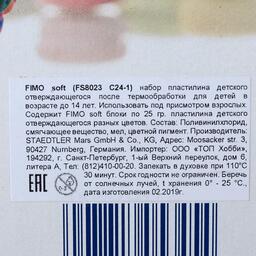 FIMO soft (FS8023 C24-1) набор пластилина детского
отверждающегося после термообработки для детей в
возрасте до 14 лет. Использовать под присмотром взрослых.
Содержит FIMO soft блоки по 25 гр. пластилина детского
отверждающегося разных цветов. Состав: Поливинилхлорид,
смягчающее вещество, мел, цветной пигмент. Производитель:
STAEDTLER Mars GmbH & Co., KG, Адрес: Moosacker str. 3,
90427 Nurnberg, Германия. Импортер: ООО «ТОП Хобби»,
194292, г. Санкт-Петербург, 1-ый Верхний переулок, дом 6,
литера А, Тел: (812)410-00-20. Запекать в духовке при 110°C
30 минут. Срок годности не ограничен. Беречь
от солнечных лучей, t хранения 0° - 25 °C.,
дата изготовления 02.2019г.
EAC